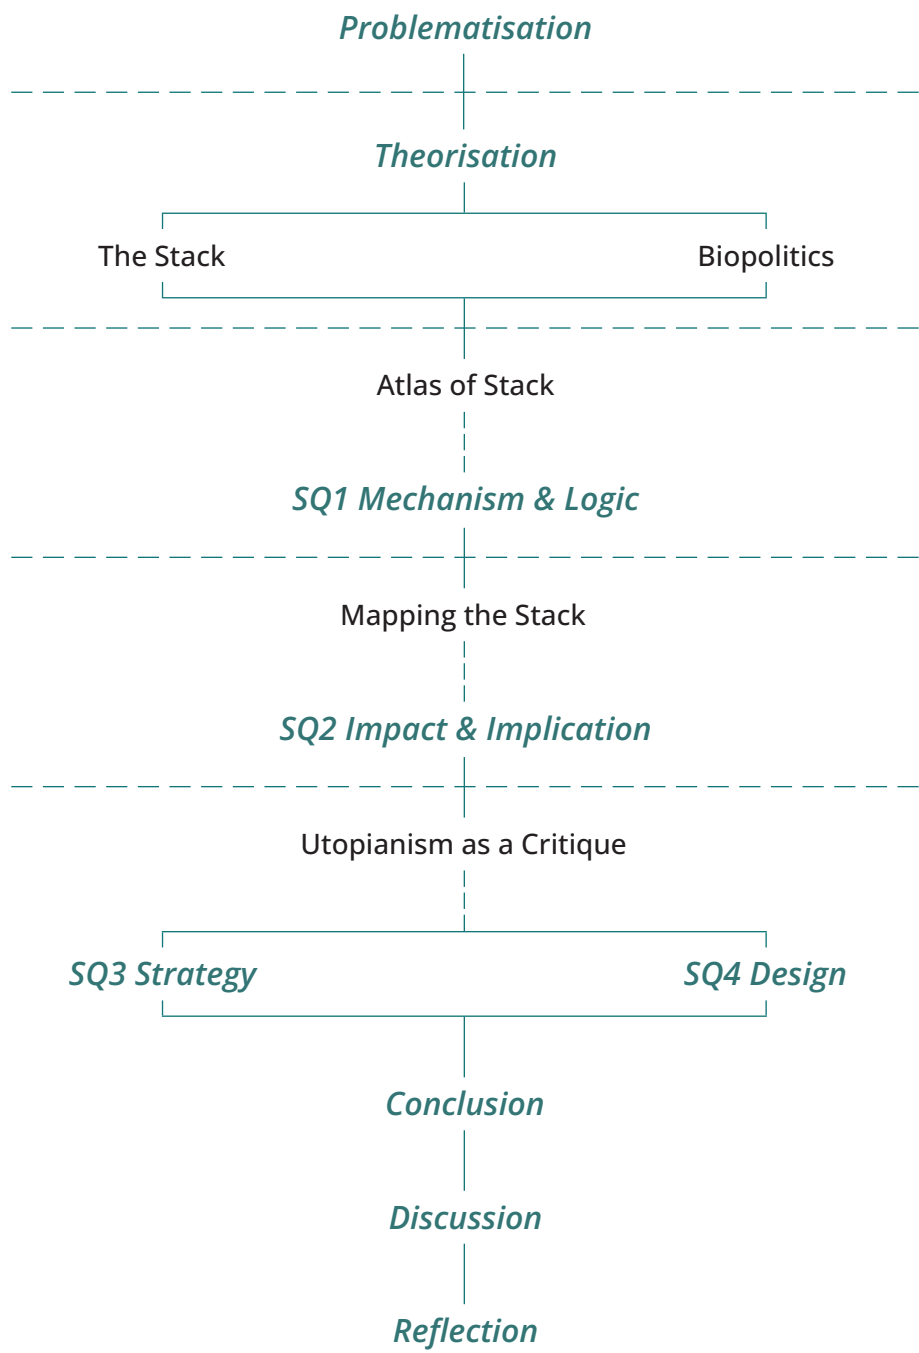 Problematisation
Theorisation
The Stack
Biopolitics
Atlas of Stack
SQ1 Mechanism & Logic
Mapping the Stack
SQ2 Impact & Implication
Utopianism as a Critique
SQ3 Strategy
SQ4 Design
Conclusion
Discussion
Reflection